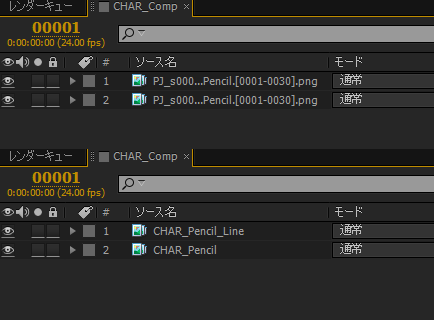 レンダーキュー CHAR_Comp ×
00001
0:00:00:00 (24.00 fps)
# ソース名 モード
1 PJ_s000...Pencil.[0001-0030].png 通常
2 PJ_s000...Pencil.[0001-0030].png 通常
レンダーキュー CHAR_Comp ×
00001
0:00:00:00 (24.00 fps)
# ソース名 モード
1 CHAR_Pencil_Line 通常
2 CHAR_Pencil 通常